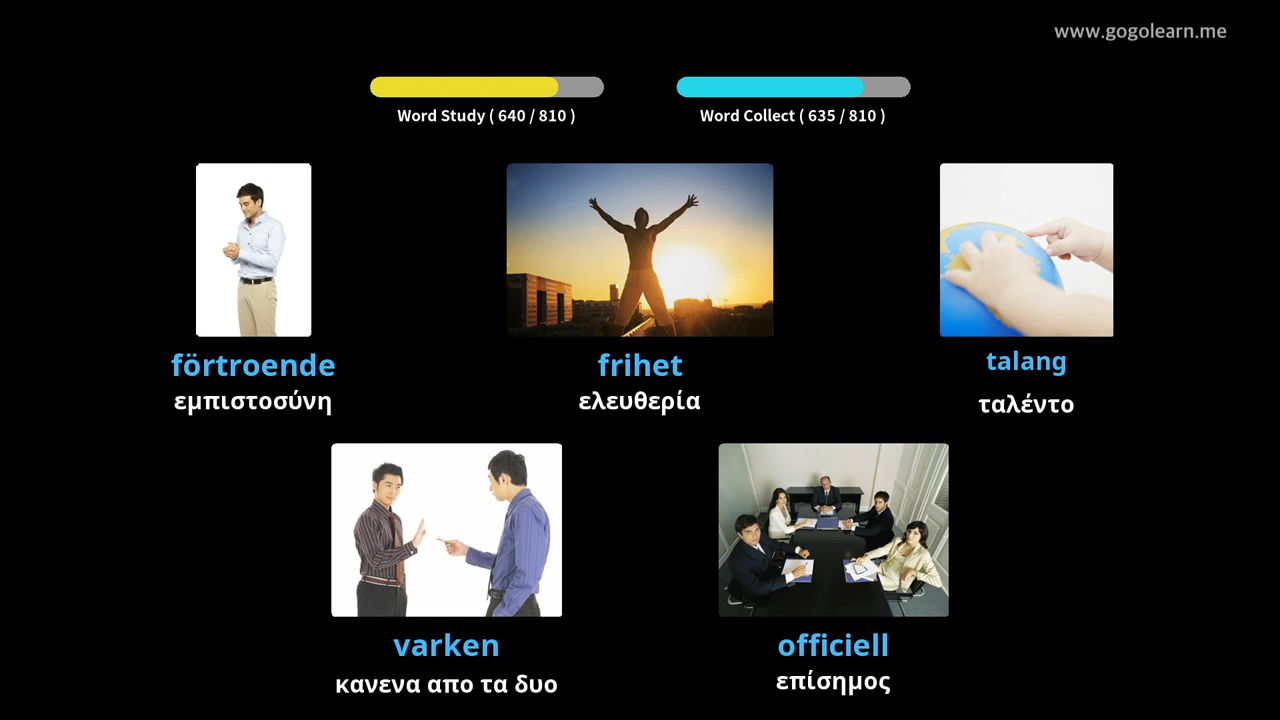 www.gogolearn.me
Word Study ( 640 / 810 )
Word Collect ( 635 / 810 )
förtroende
εμπιστοσύνη
frihet
ελευθερία
talang
ταλέντο
varken
κανενα απο τα δυο
officiell
επίσημος